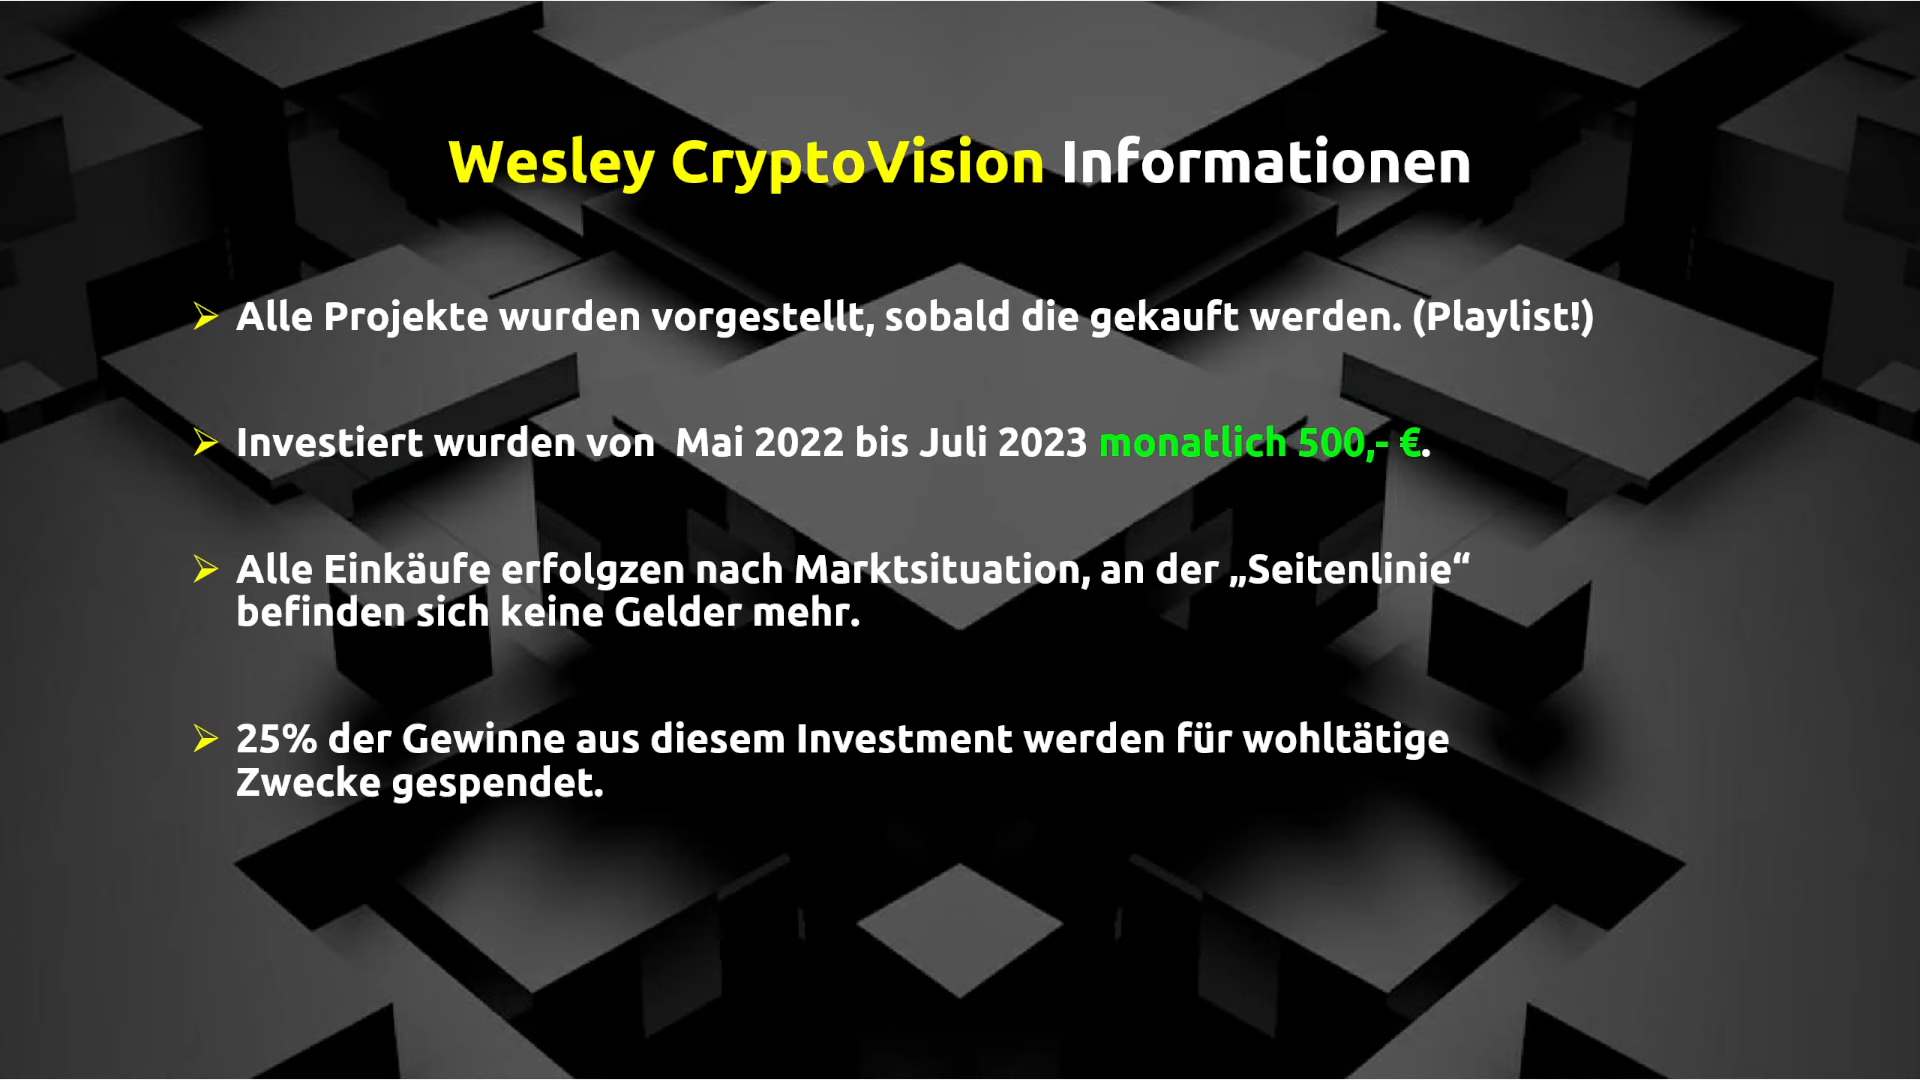 Wesley CryptoVision Informationen
Alle Projekte wurden vorgestellt, sobald die gekauft werden. (Playlist!)
Investiert wurden von  Mai 2022 bis Juli 2023 monatlich 500,- €.
Alle Einkäufe erfolgzen nach Marktsituation, an der „Seitenlinie“
befinden sich keine Gelder mehr.
25% der Gewinne aus diesem Investment werden für wohltätige
Zwecke gespendet.